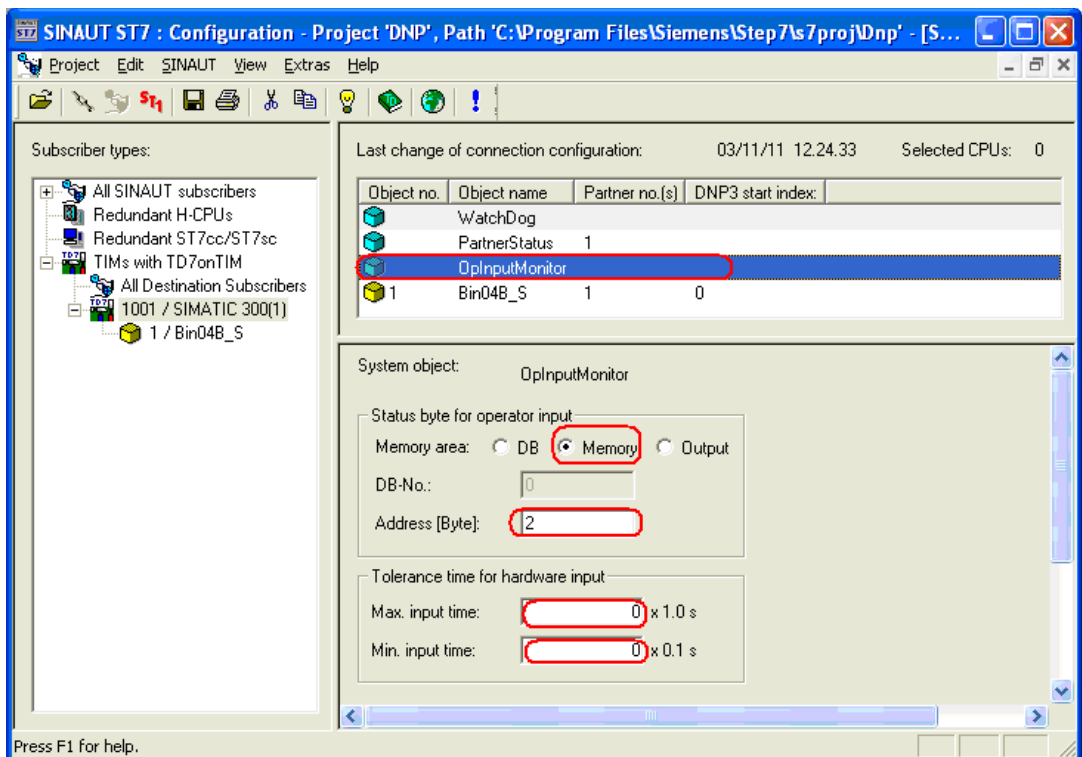 SINAUT ST7 : Configuration - Project 'DNP', Path 'C:\Program Files\Siemens\Step7\s7proj\Dnp' - [S...
Project Edit SINAUT View Extras Help
ST1
Subscriber types:
All SINAUT subscribers
Redundant H-CPUs
Redundant ST7cc/ST7sc
TIMs with TD7onTIM
All Destination Subscribers
1001 / SIMATIC 300(1)
1 / Bin04B_S
Last change of connection configuration: 03/11/11 12.24.33 Selected CPUs: 0
Object no. Object name Partner no.(s) DNP3 start index:
WatchDog
PartnerStatus 1
OpInputMonitor
1 Bin04B_S 1 0
System object: OpInputMonitor
Status byte for operator input
Memory area: DB Memory Output
DB-No.: 0
Address [Byte]: 2
Tolerance time for hardware input
Max. input time: 0 x 1.0 s
Min. input time: 0 x 0.1 s
Press F1 for help.